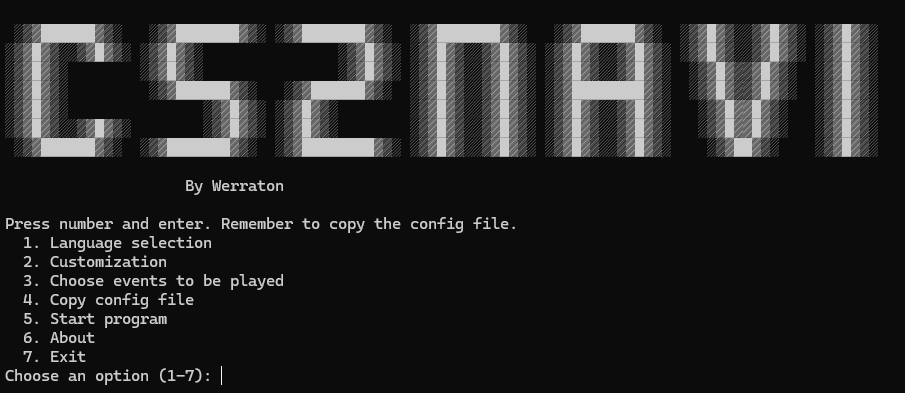 CS2NAVI
By Werraton
Press number and enter. Remember to copy the config file.
1. Language selection
2. Customization
3. Choose events to be played
4. Copy config file
5. Start program
6. About
7. Exit
Choose an option (1-7):